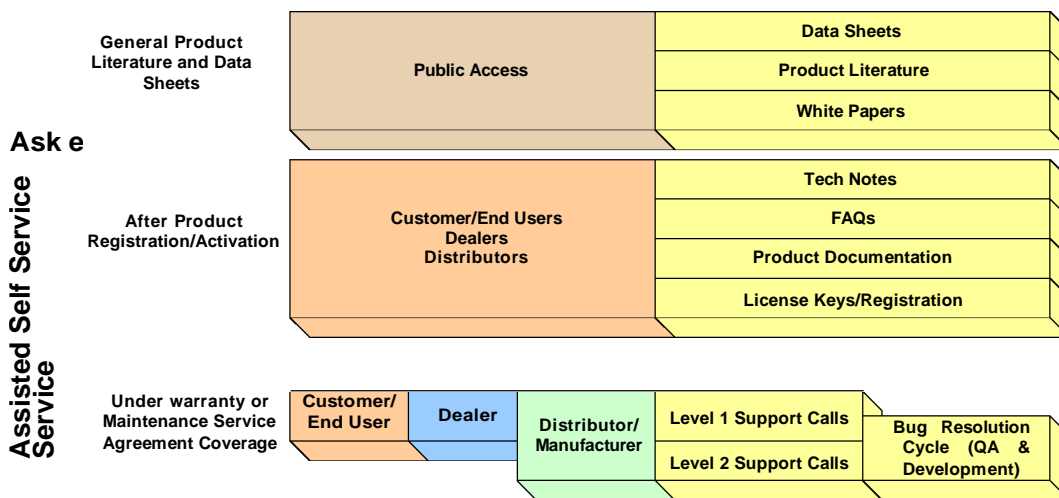 General Product
Literature and Data
Sheets
Public Access
Data Sheets
Product Literature
White Papers
Ask e
Assisted Self Service
Service
After Product
Registration/Activation
Customer/End Users
Dealers
Distributors
Tech Notes
FAQs
Product Documentation
License Keys/Registration
Under warranty or
Maintenance Service
Agreement Coverage
Customer/
End User
Dealer
Distributor/
Manufacturer
Level 1 Support Calls
Level 2 Support Calls
Bug Resolution
Cycle (QA &
Development)